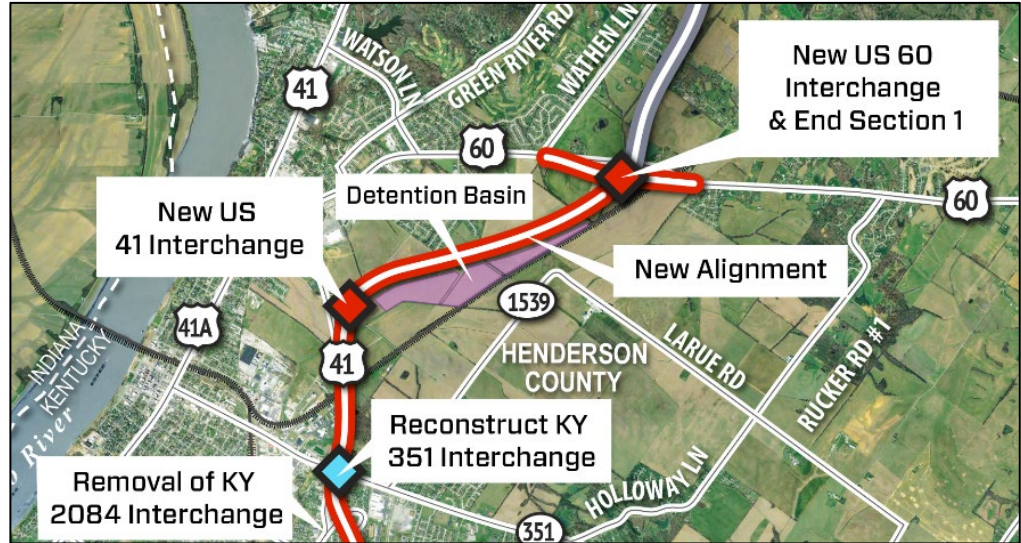 WATSON LN
GREEN RIVER RD
WATHEN LN
New US 60
Interchange
& End Section 1
41
60
Detention Basin
New US
41 Interchange
60
New Alignment
1539
41A
INDIANA
KENTUCKY
41
HENDERSON
COUNTY
LARUE RD
RUCKER RD #1
River
Reconstruct KY
351 Interchange
Removal of KY
2084 Interchange
HOLLOWAY LN
351